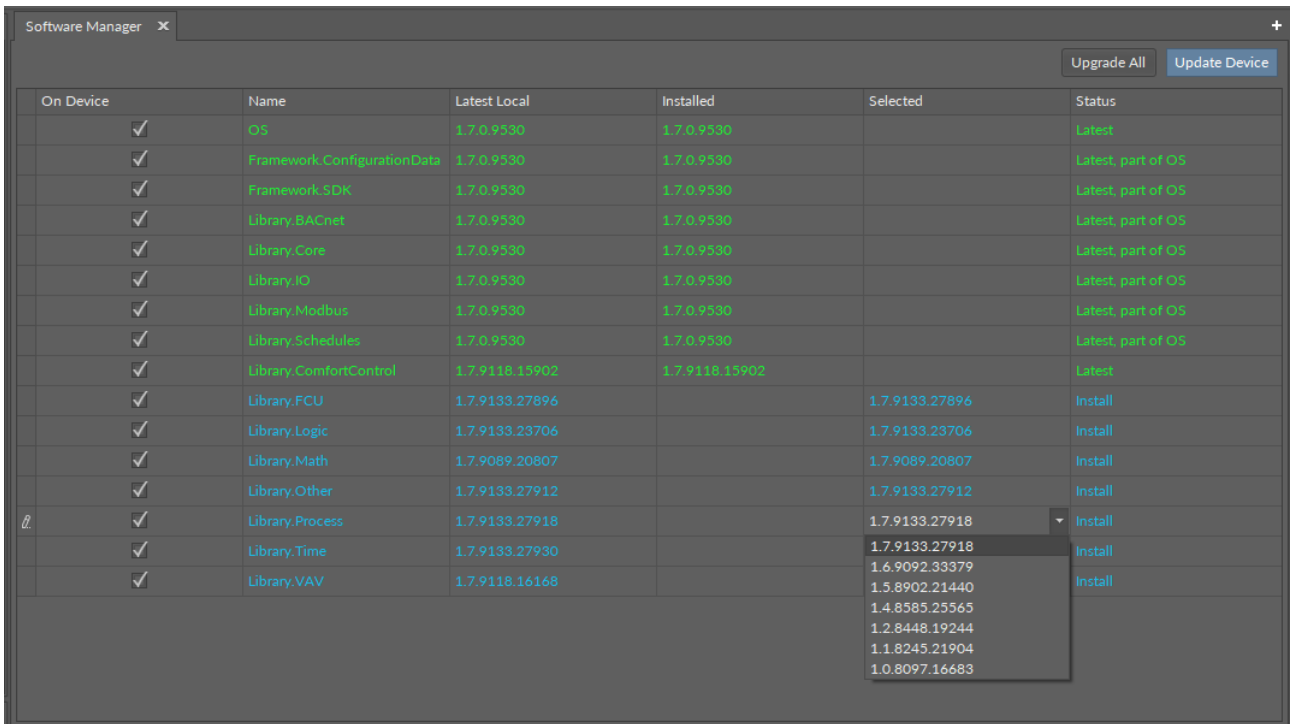 Software Manager
Upgrade All Update Device
On Device Name Latest Local Installed Selected Status
OS 1.7.0.9530 1.7.0.9530 Latest
Framework.ConfigurationData 1.7.0.9530 1.7.0.9530 Latest, part of OS
Framework.SDK 1.7.0.9530 1.7.0.9530 Latest, part of OS
Library.BACnet 1.7.0.9530 1.7.0.9530 Latest, part of OS
Library.Core 1.7.0.9530 1.7.0.9530 Latest, part of OS
Library.IO 1.7.0.9530 1.7.0.9530 Latest, part of OS
Library.Modbus 1.7.0.9530 1.7.0.9530 Latest, part of OS
Library.Schedules 1.7.0.9530 1.7.0.9530 Latest, part of OS
Library.ComfortControl 1.7.9118.15902 1.7.9118.15902 Latest
Library.FCU 1.7.9133.27896 1.7.9133.27896 Install
Library.Logic 1.7.9133.23706 1.7.9133.23706 Install
Library.Math 1.7.9089.20807 1.7.9089.20807 Install
Library.Other 1.7.9133.27912 1.7.9133.27912 Install
Library.Process 1.7.9133.27918 1.7.9133.27918 Install
Library.Time 1.7.9133.27930 Install
Library.VAV 1.7.9118.16168 Install
1.7.9133.27918
1.6.9092.33379
1.5.8902.21440
1.4.8585.25565
1.2.8448.19244
1.1.8245.21904
1.0.8097.16683